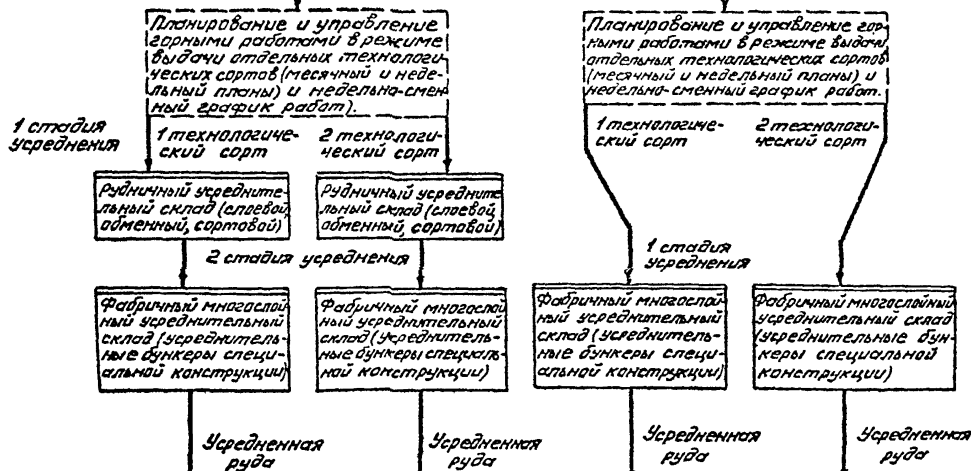 Планирование и управление
горными работами в режиме
выдачи отдельных технологи-
ческих сортов (месячный и неде-
льный планы) и недельно-смен-
ный график работ).
1 стадия
усреднения
1 технологиче-
ский сорт
2 технологи-
ческий сорт
Рудничный усредните-
льный склад (слоевой,
обменный, сортовой)
Рудничный усредните-
льный склад (слоевой,
обменный, сортовой)
2 стадия усреднения
Фабричный многослой-
ный усреднительный
склад (усреднитель-
ные бункеры специ-
альной конструкции)
Фабричный многослой-
ный усреднительный
склад (усреднитель-
ные бункеры специаль-
ной конструкции)
Усредненная
руда
Усредненная
руда
Планирование и управление гор-
ными работами в режиме выдачи
отдельных технологических сортов
(месячный и недельный планы) и
недельно-сменный график работ.
1 технологиче-
ский сорт
2 технологи-
ческий сорт
1 стадия
усреднения
Фабричный многослой-
ный усреднительный
склад (усреднитель-
ные бункеры специ-
альной конструкции)
Фабричный многослойный
усреднительный склад
(усреднительные бун-
керы специальной
конструкции)
Усредненная
руда
Усредненная
руда